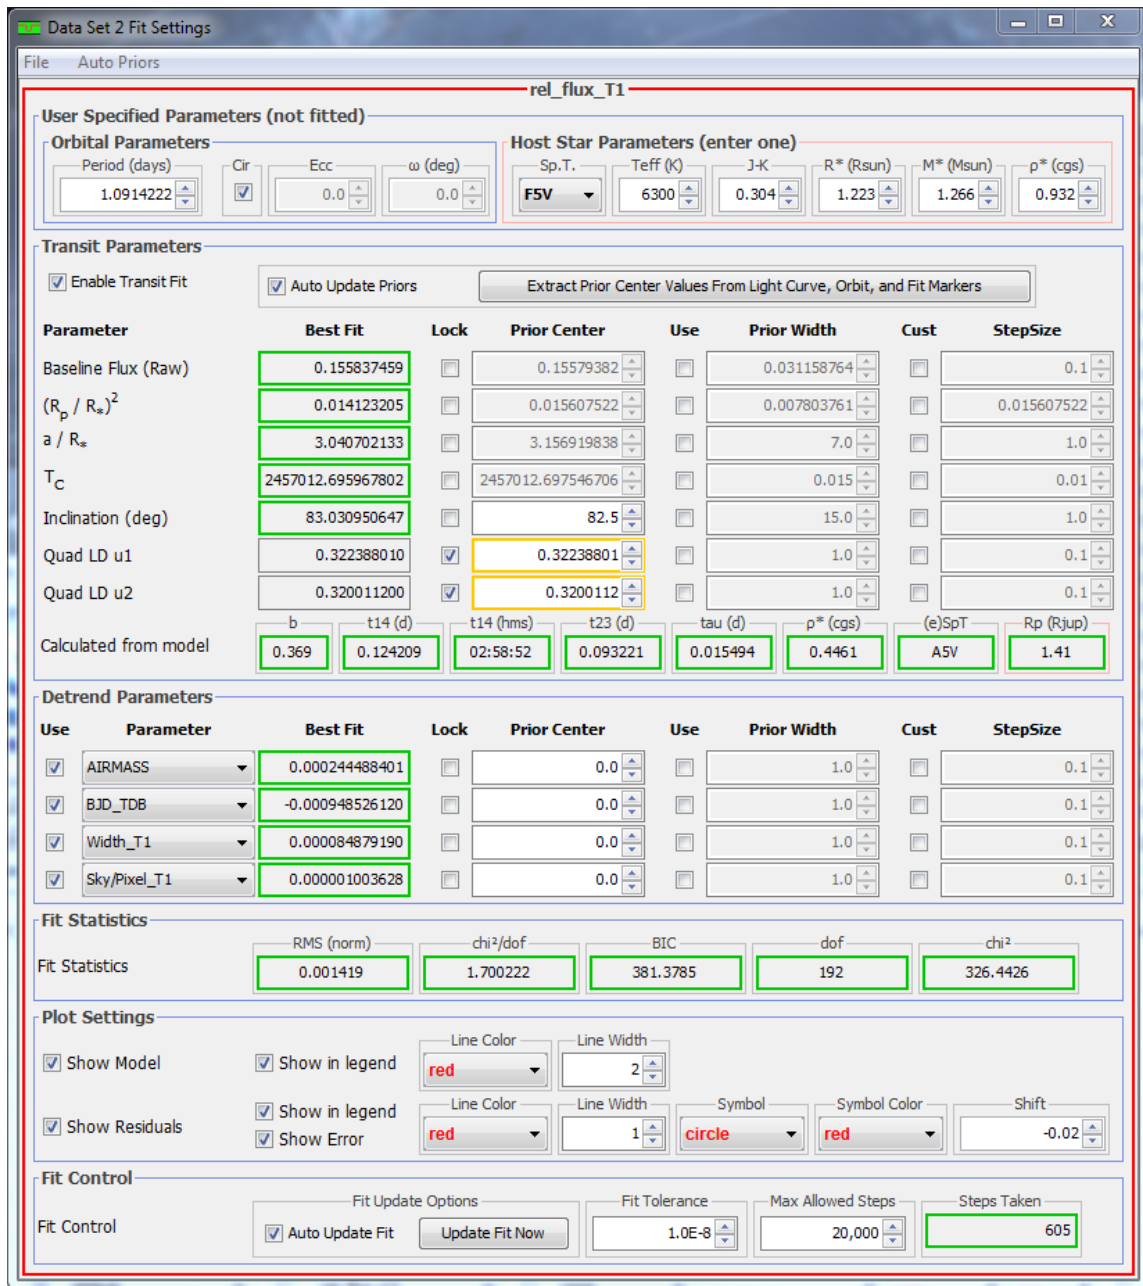 Data Set 2 Fit Settings
File Auto Priors
rel_flux_T1
User Specified Parameters (not fitted)
Orbital Parameters Host Star Parameters (enter one)
Period (days) Cir Ecc ω (deg) Sp.T. Teff (K) J-K R* (Rsun) M* (Msun) ρ* (cgs)
1.0914222 0.0 0.0 F5V 6300 0.304 1.223 1.266 0.932
Transit Parameters
Enable Transit Fit Auto Update Priors Extract Prior Center Values From Light Curve, Orbit, and Fit Markers
Parameter Best Fit Lock Prior Center Use Prior Width Cust StepSize
Baseline Flux (Raw) 0.155837459 0.15579382 0.031158764 0.1
(Rp / R*)² 0.014123205 0.015607522 0.007803761 0.015607522
a / R* 3.040702133 3.156919838 7.0 1.0
TC 2457012.695967802 2457012.697546706 0.015 0.01
Inclination (deg) 83.030950647 82.5 15.0 1.0
Quad LD u1 0.322388010 0.32238801 1.0 0.1
Quad LD u2 0.320011200 0.3200112 1.0 0.1
b t14 (d) t14 (hms) t23 (d) tau (d) ρ* (cgs) (e)SpT Rp (Rjup)
Calculated from model 0.369 0.124209 02:58:52 0.093221 0.015494 0.4461 A5V 1.41
Detrend Parameters
Use Parameter Best Fit Lock Prior Center Use Prior Width Cust StepSize
AIRMASS 0.000244488401 0.0 1.0 0.1
BJD_TDB -0.000948526120 0.0 1.0 0.1
Width_T1 0.000084879190 0.0 1.0 0.1
Sky/Pixel_T1 0.000001003628 0.0 1.0 0.1
Fit Statistics
RMS (norm) chi²/dof BIC dof chi²
Fit Statistics 0.001419 1.700222 381.3785 192 326.4426
Plot Settings
Line Color Line Width
Show Model Show in legend red 2
Line Color Line Width Symbol Symbol Color Shift
Show Residuals Show in legend Show Error red 1 circle red -0.02
Fit Control
Fit Update Options Fit Tolerance Max Allowed Steps Steps Taken
Fit Control Auto Update Fit Update Fit Now 1.0E-8 20,000 605